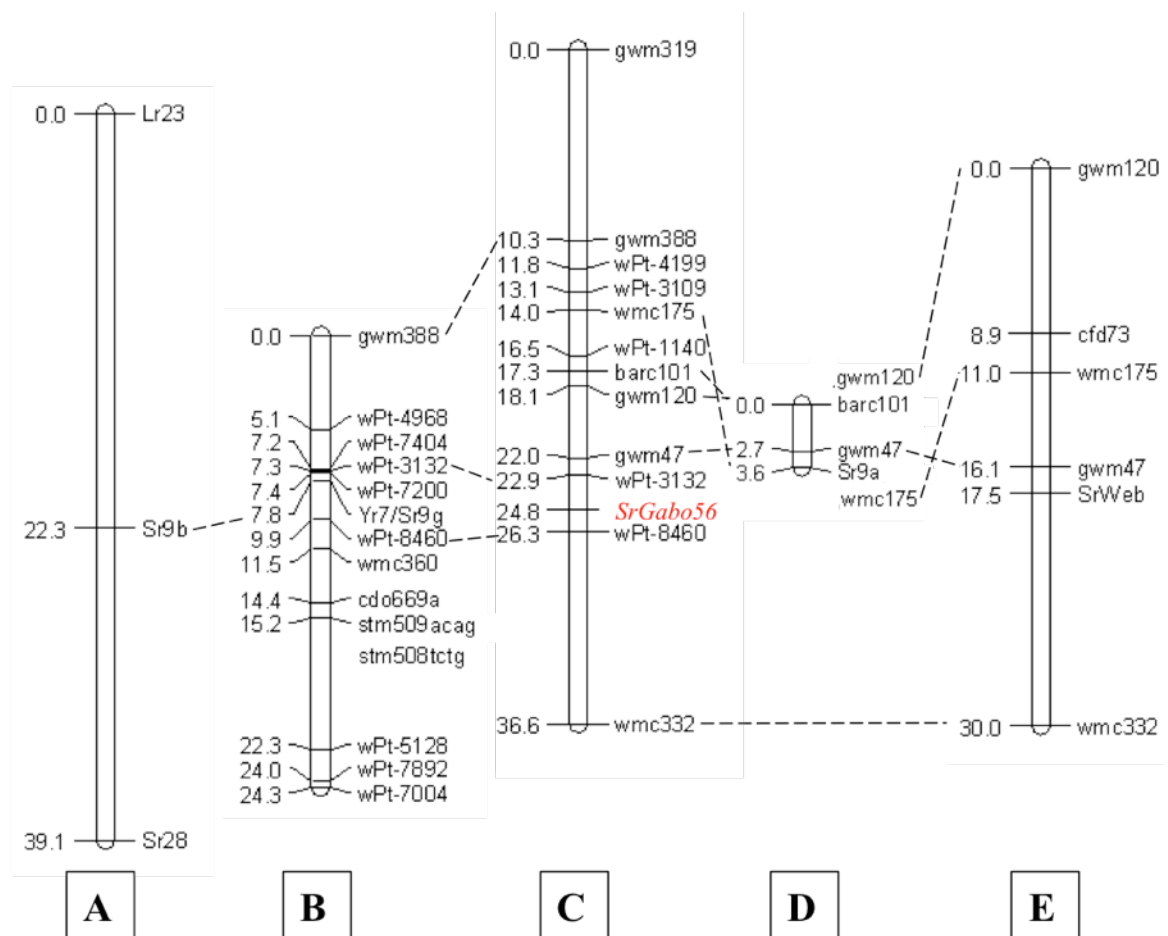 0.0 Lr23
22.3 Sr9b
39.1 Sr28
A
0.0 gwm388
5.1 wPt-4968
7.2 wPt-7404
7.3 wPt-3132
7.4 wPt-7200
7.8 Yr7/Sr9g
9.9 wPt-8460
11.5 wmc360
14.4 cdo669a
15.2 stm509acag
stm508tctg
22.3 wPt-5128
24.0 wPt-7892
24.3 wPt-7004
B
0.0 gwm319
10.3 gwm388
11.8 wPt-4199
13.1 wPt-3109
14.0 wmc175
16.5 wPt-1140
17.3 barc101
18.1 gwm120
22.0 gwm47
22.9 wPt-3132
24.8 SrGabo56
26.3 wPt-8460
36.6 wmc332
C
gwm120
0.0 barc101
2.7 gwm47
3.6 Sr9a
wmc175
D
0.0 gwm120
8.9 cfd73
11.0 wmc175
16.1 gwm47
17.5 SrWeb
30.0 wmc332
E